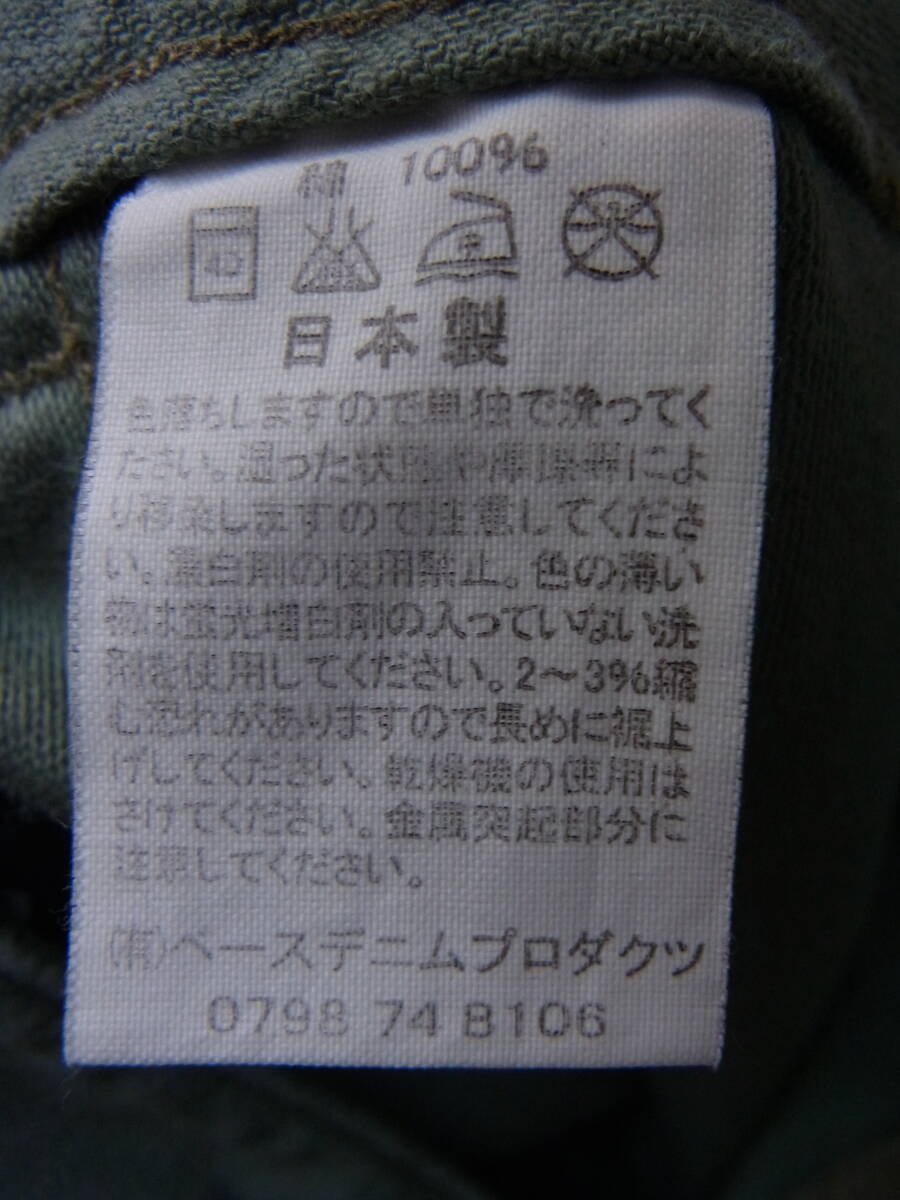 綿 100%
40
日本製
色落ちしますので単独で洗ってく
ださい。湿った状態や摩擦等によ
り移染しますので注意してくださ
い。漂白剤の使用禁止。色の薄い
物は蛍光増白剤の入っていない洗
剤を使用してください。2〜3%縮
む恐れがありますので長めに裾上
げしてください。乾燥機の使用は
さけてください。金属突起部分に
注意してください。
(有)ベースデニムプロダクツ
0798 74 8106